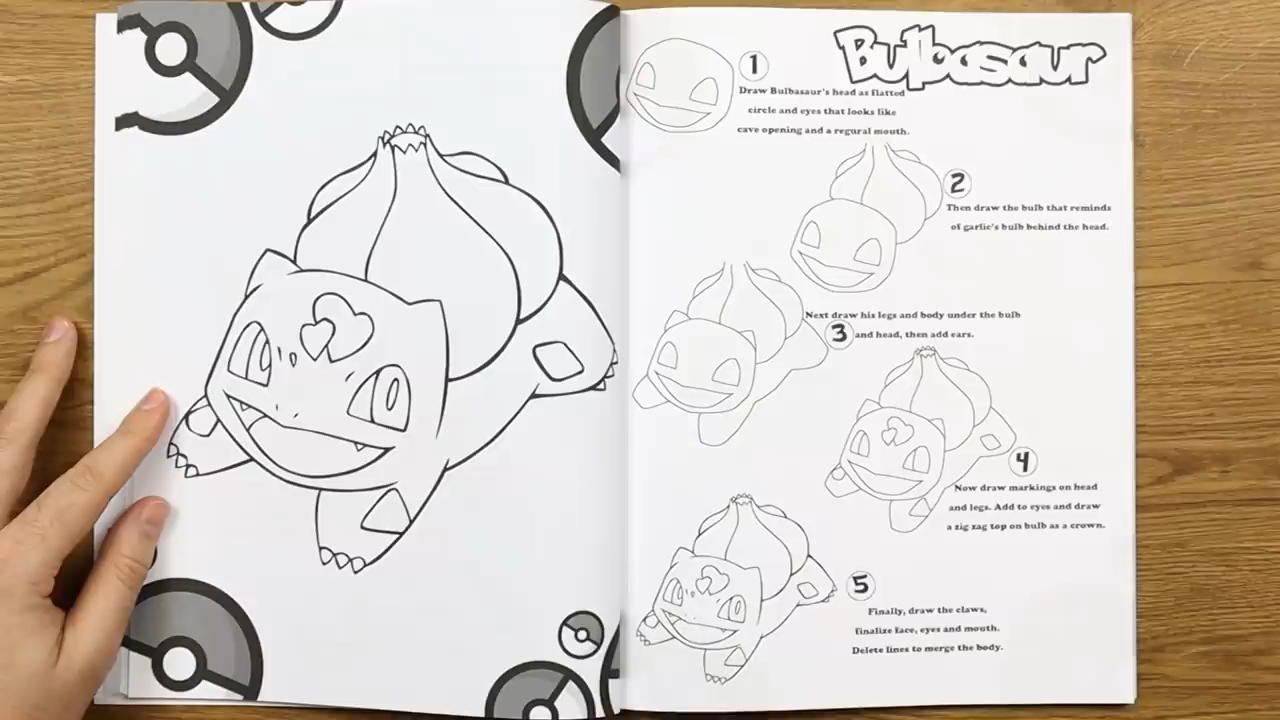 Bulbasaur
1
Draw Bulbasaur's head as flatted
circle and eyes that looks like
cave opening and a regural mouth.
2
Then draw the bulb that reminds
of garlic's bulb behind the head.
Next draw his legs and body under the bulb
3 and head, then add ears.
4
Now draw markings on head
and legs. Add to eyes and draw
a zig zag top on bulb as a crown.
5
Finally, draw the claws,
finalize face, eyes and mouth.
Delete lines to merge the body.